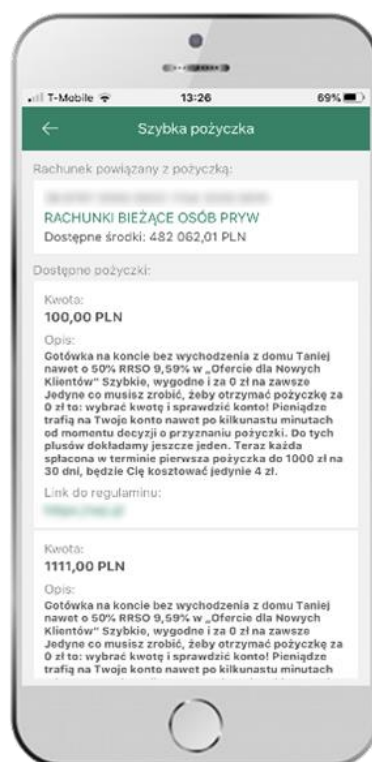 T-Mobile 13:26 69%
Szybka pożyczka
Rachunek powiązany z pożyczką:
RACHUNKI BIEŻĄCE OSÓB PRYW
Dostępne środki: 482 062,01 PLN
Dostępne pożyczki:
Kwota:
100,00 PLN
Opis:
Gotówka na koncie bez wychodzenia z domu Taniej
nawet o 50% RRSO 9,59% w „Ofercie dla Nowych
Klientów" Szybkie, wygodne i za 0 zł na zawsze
Jedyne co musisz zrobić, żeby otrzymać pożyczkę za
0 zł to: wybrać kwotę i sprawdzić konto! Pieniądze
trafią na Twoje konto nawet po kilkunastu minutach
od momentu decyzji o przyznaniu pożyczki. Do tych
plusów dokładamy jeszcze jeden. Teraz każda
spłacona w terminie pierwsza pożyczka do 1000 zł na
30 dni, będzie Cię kosztować jedynie 4 zł.
Link do regulaminu:
Kwota:
1111,00 PLN
Opis:
Gotówka na koncie bez wychodzenia z domu Taniej
nawet o 50% RRSO 9,59% w „Ofercie dla Nowych
Klientów" Szybkie, wygodne i za 0 zł na zawsze
Jedyne co musisz zrobić, żeby otrzymać pożyczkę za
0 zł to: wybrać kwotę i sprawdzić konto! Pieniądze
trafią na Twoje konto nawet po kilkunastu minutach